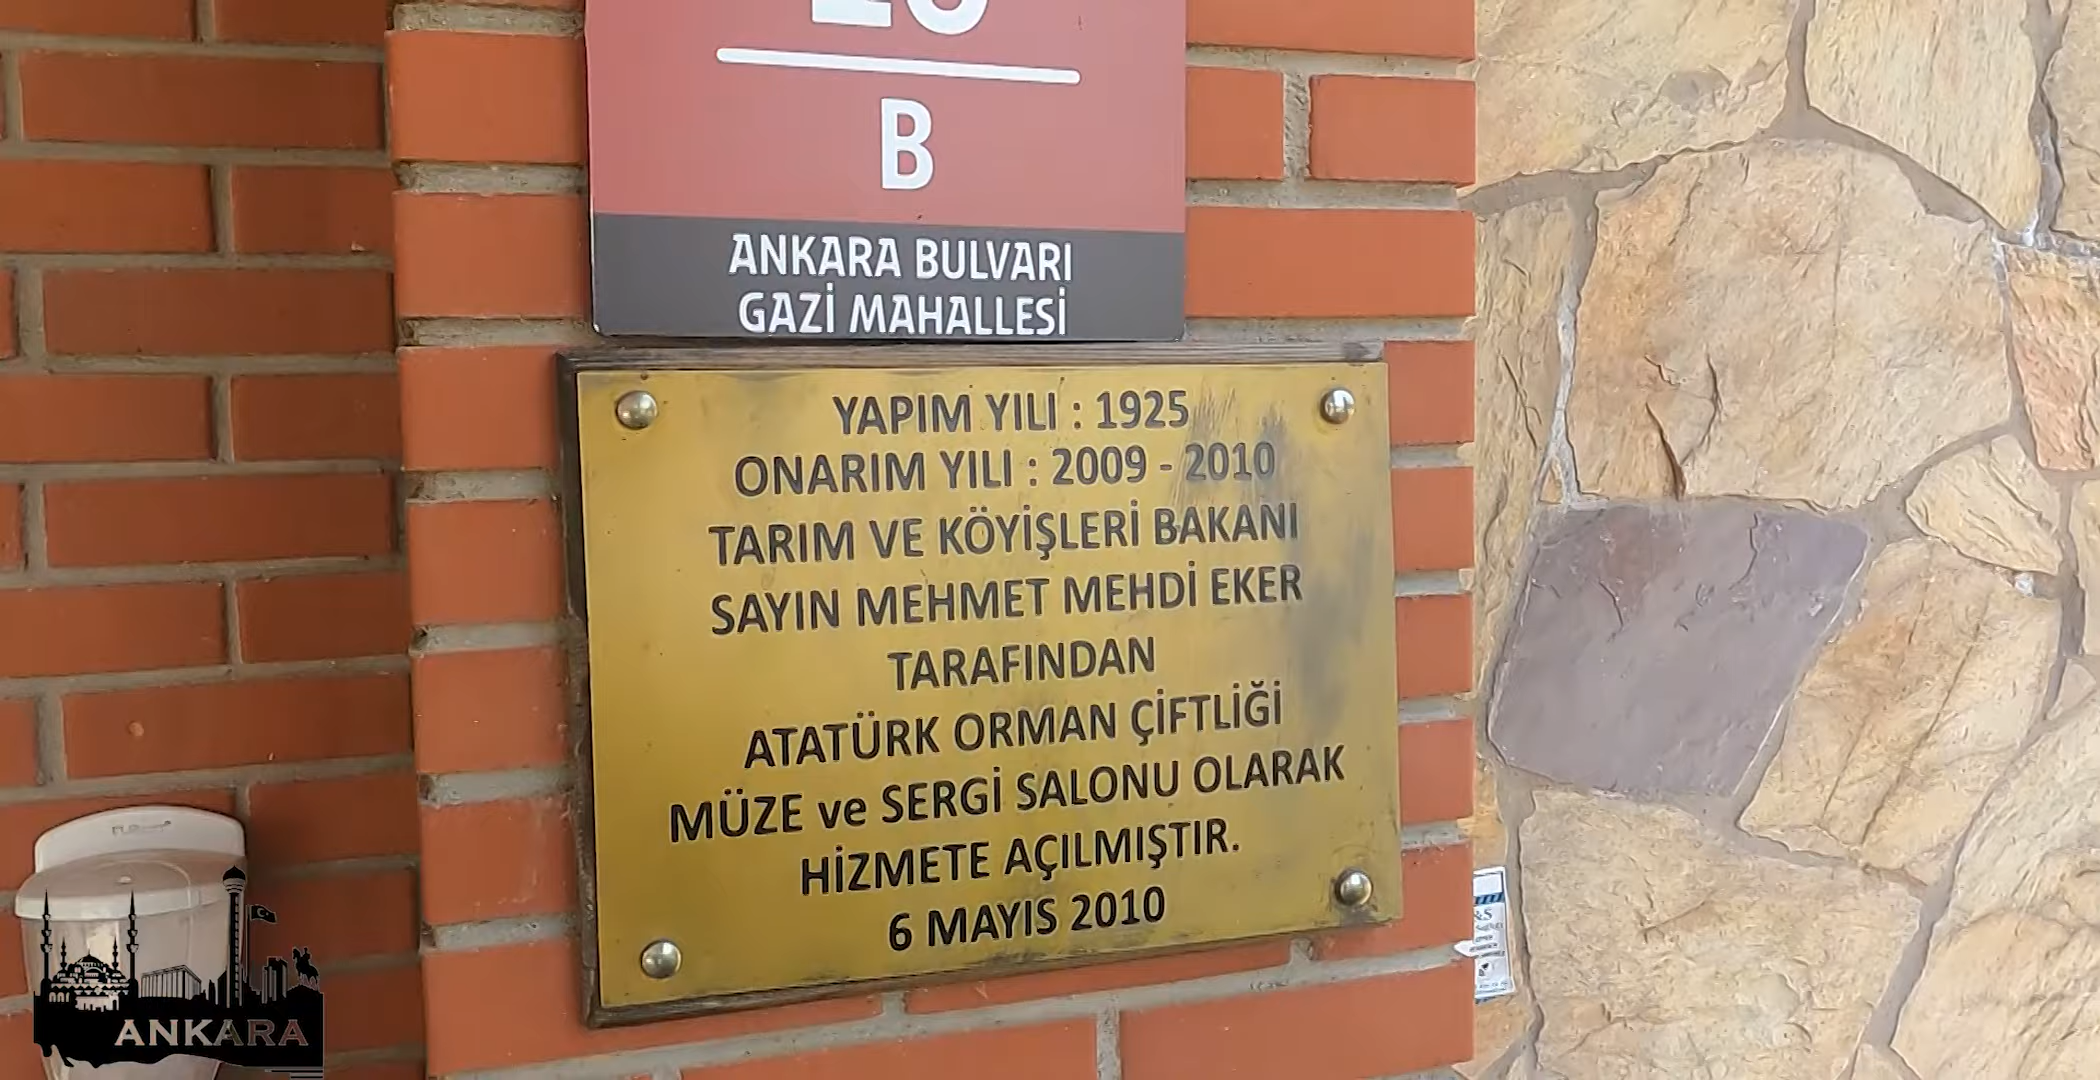 B
ANKARA BULVARI
GAZİ MAHALLESİ
YAPIM YILI : 1925
ONARIM YILI : 2009 - 2010
TARIM VE KÖYİŞLERİ BAKANI
SAYIN MEHMET MEHDİ EKER
TARAFINDAN
ATATÜRK ORMAN ÇİFTLİĞİ
MÜZE ve SERGİ SALONU OLARAK
HİZMETE AÇILMIŞTIR.
6 MAYIS 2010
ANKARA